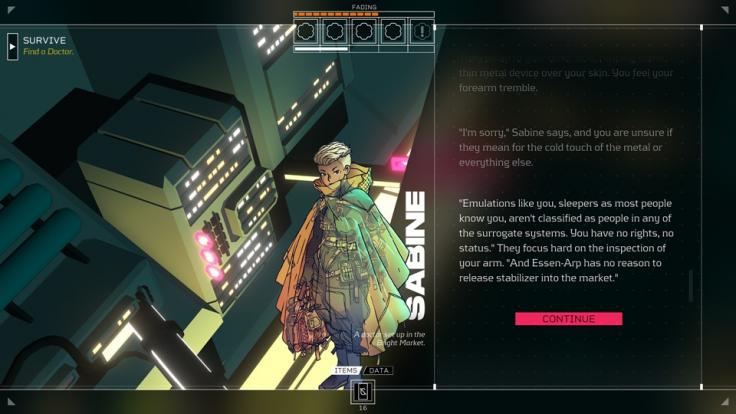 FADING
SURVIVE
Find a Doctor.
thin metal device over your skin. You feel your
forearm tremble.
"I'm sorry," Sabine says, and you are unsure if
they mean for the cold touch of the metal or
everything else.
"Emulations like you, sleepers as most people
know you, aren't classified as people in any of
the surrogate systems. You have no rights, no
status." They focus hard on the inspection of
your arm. "And Essen-Arp has no reason to
release stabilizer into the market."
CONTINUE
SABINE
A doctor set up in the
Bright Market.
ITEMS / DATA
16